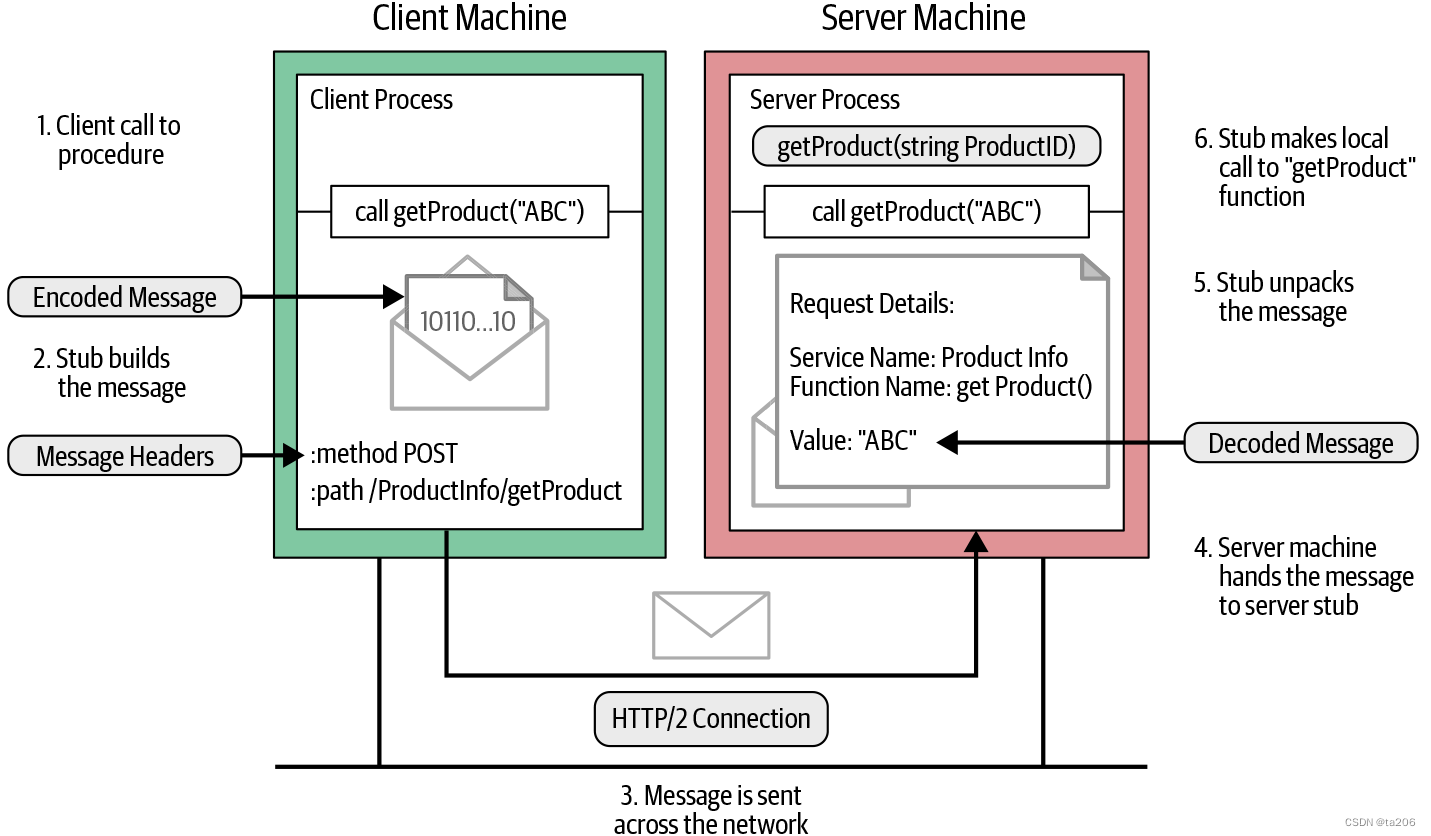 Client Machine
Server Machine
Client Process
Server Process
1. Client call to
procedure
getProduct(string ProductID)
6. Stub makes local
call to "getProduct"
function
call getProduct("ABC")
call getProduct("ABC")
Encoded Message
10110...10
Request Details:
5. Stub unpacks
the message
2. Stub builds
the message
Service Name: Product Info
Function Name: get Product()
Message Headers
:method POST
:path /ProductInfo/getProduct
Value: "ABC"
Decoded Message
4. Server machine
hands the message
to server stub
HTTP/2 Connection
3. Message is sent
across the network
CSDN @ta206